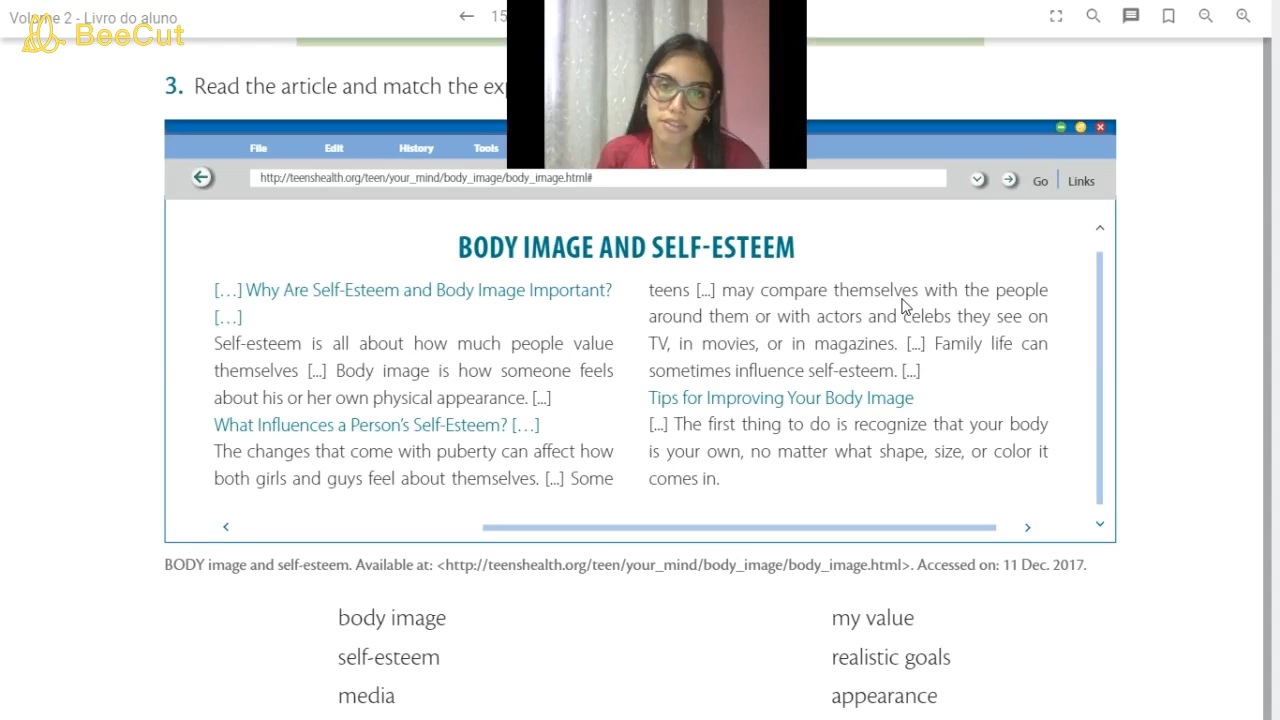 Volume 2 - Livro do aluno
15
BeeCut
3. Read the article and match the
File Edit History Tools
http://teenshealth.org/teen/your_mind/body_image/body_image.html#
Go Links
BODY IMAGE AND SELF-ESTEEM
[...] Why Are Self-Esteem and Body Image Important?
[...]
Self-esteem is all about how much people value
themselves [...] Body image is how someone feels
about his or her own physical appearance. [...]
What Influences a Person's Self-Esteem? [...]
The changes that come with puberty can affect how
both girls and guys feel about themselves. [...] Some
teens [...] may compare themselves with the people
around them or with actors and celebs they see on
TV, in movies, or in magazines. [...] Family life can
sometimes influence self-esteem. [...]
Tips for Improving Your Body Image
[...] The first thing to do is recognize that your body
is your own, no matter what shape, size, or color it
comes in.
BODY image and self-esteem. Available at: <http://teenshealth.org/teen/your_mind/body_image/body_image.html>. Accessed on: 11 Dec. 2017.
body image
self-esteem
media
my value
realistic goals
appearance